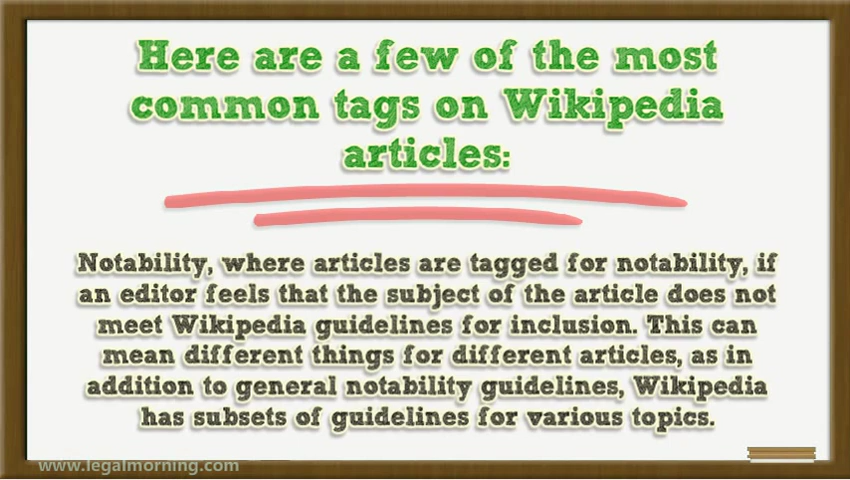 Here are a few of the most
common tags on Wikipedia
articles:
Notability, where articles are tagged for notability, if
an editor feels that the subject of the article does not
meet Wikipedia guidelines for inclusion. This can
mean different things for different articles, as in
addition to general notability guidelines, Wikipedia
has subsets of guidelines for various topics.
www.legalmorning.com